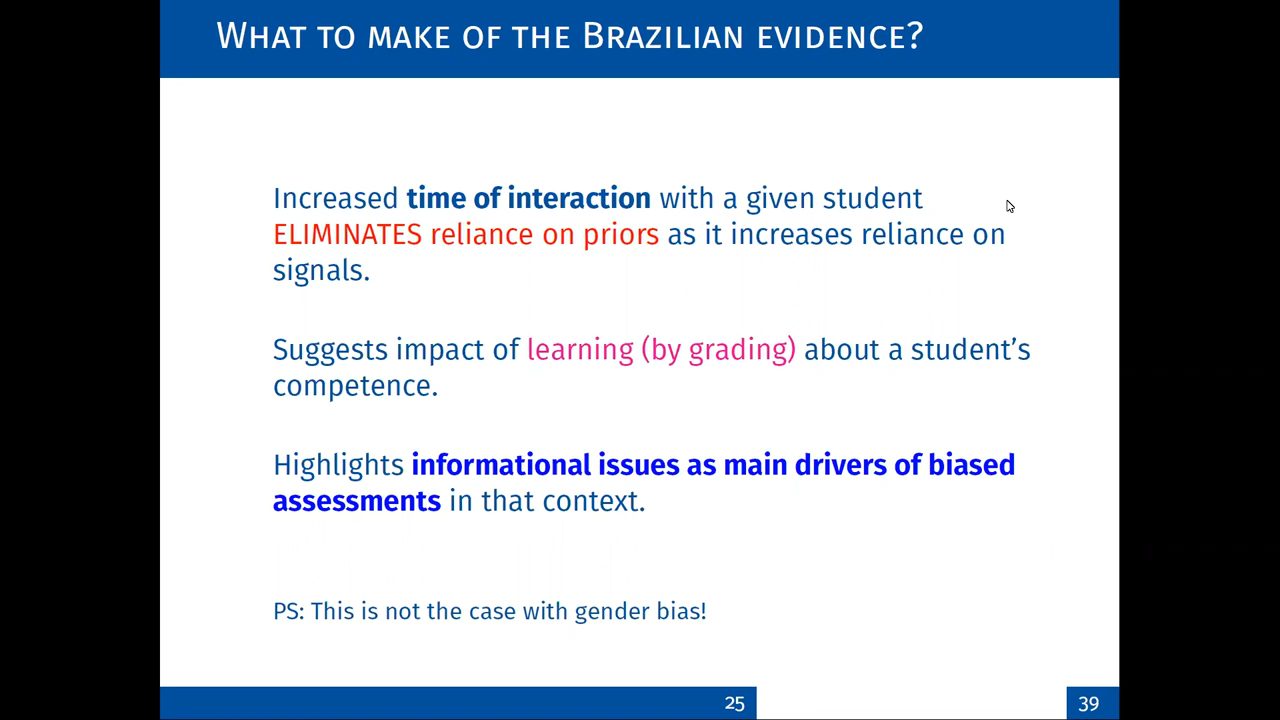 WHAT TO MAKE OF THE BRAZILIAN EVIDENCE?
Increased time of interaction with a given student
ELIMINATES reliance on priors as it increases reliance on
signals.
Suggests impact of learning (by grading) about a student's
competence.
Highlights informational issues as main drivers of biased
assessments in that context.
PS: This is not the case with gender bias!
25
39